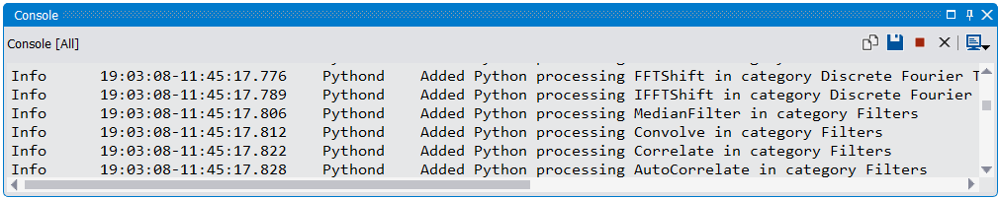 Console
Console [All]
Info 19:03:08-11:45:17.776 Pythond Added Python processing FFTShift in category Discrete Fourier T
Info 19:03:08-11:45:17.789 Pythond Added Python processing IFFTShift in category Discrete Fourier
Info 19:03:08-11:45:17.806 Pythond Added Python processing MedianFilter in category Filters
Info 19:03:08-11:45:17.812 Pythond Added Python processing Convolve in category Filters
Info 19:03:08-11:45:17.822 Pythond Added Python processing Correlate in category Filters
Info 19:03:08-11:45:17.828 Pythond Added Python processing AutoCorrelate in category Filters